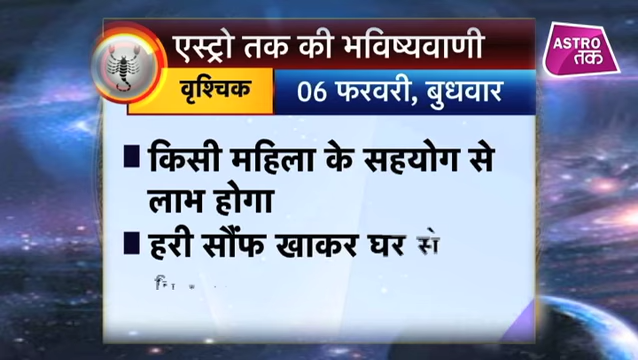 एस्ट्रो तक की भविष्यवाणी
ASTRO
तक
वृश्चिक
06 फरवरी, बुधवार
किसी महिला के सहयोग से
लाभ होगा
हरी सौंफ खाकर घर से